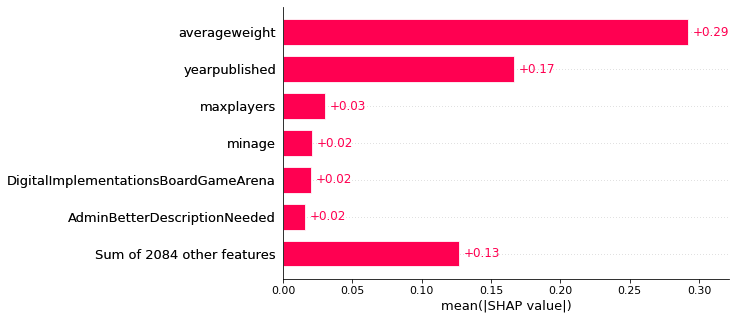 averageweight +0.29
yearpublished +0.17
maxplayers +0.03
minage +0.02
DigitalImplementationsBoardGameArena +0.02
AdminBetterDescriptionNeeded +0.02
Sum of 2084 other features +0.13
0.00 0.05 0.10 0.15 0.20 0.25 0.30
mean(|SHAP value|)